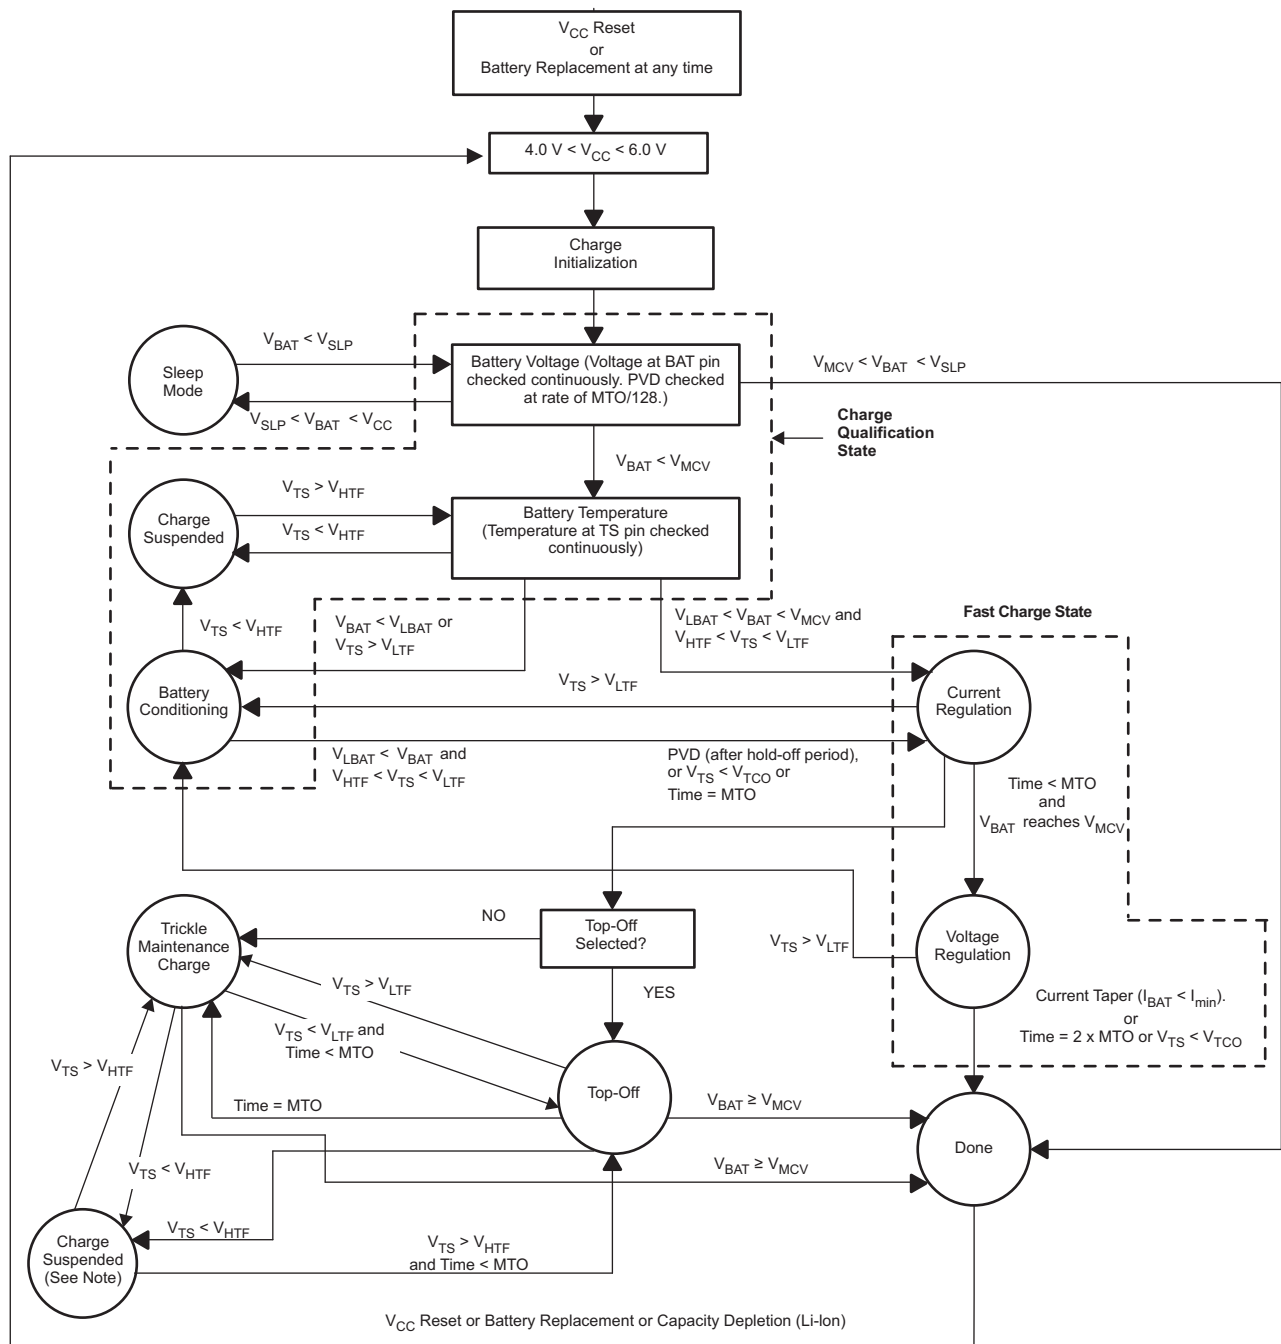 V_CC Reset
or
Battery Replacement at any time
4.0 V < V_CC < 6.0 V
Charge
Initialization
Sleep
Mode
V_BAT < V_SLP
V_SLP < V_BAT < V_CC
Battery Voltage (Voltage at BAT pin
checked continuously. PVD checked
at rate of MTO/128.)
V_MCV < V_BAT < V_SLP
Charge
Qualification
State
V_BAT < V_MCV
Charge
Suspended
V_TS > V_HTF
V_TS < V_HTF
Battery Temperature
(Temperature at TS pin checked
continuously)
V_TS < V_HTF
V_BAT < V_LBAT or
V_TS > V_LTF
V_LBAT < V_BAT < V_MCV and
V_HTF < V_TS < V_LTF
Fast Charge State
Battery
Conditioning
V_TS > V_LTF
Current
Regulation
V_LBAT < V_BAT and
V_HTF < V_TS < V_LTF
PVD (after hold-off period),
or V_TS < V_TCO or
Time = MTO
Time < MTO
and
V_BAT reaches V_MCV
Trickle
Maintenance
Charge
NO
Top-Off
Selected?
YES
V_TS > V_LTF
Voltage
Regulation
V_TS > V_LTF
V_TS < V_LTF and
Time < MTO
Current Taper (I_BAT < I_min).
or
Time = 2 x MTO or V_TS < V_TCO
V_TS > V_HTF
Time = MTO
Top-Off
V_BAT ≥ V_MCV
Done
V_TS < V_HTF
V_BAT ≥ V_MCV
Charge
Suspended
(See Note)
V_TS < V_HTF
V_TS > V_HTF
and Time < MTO
V_CC Reset or Battery Replacement or Capacity Depletion (Li-Ion)